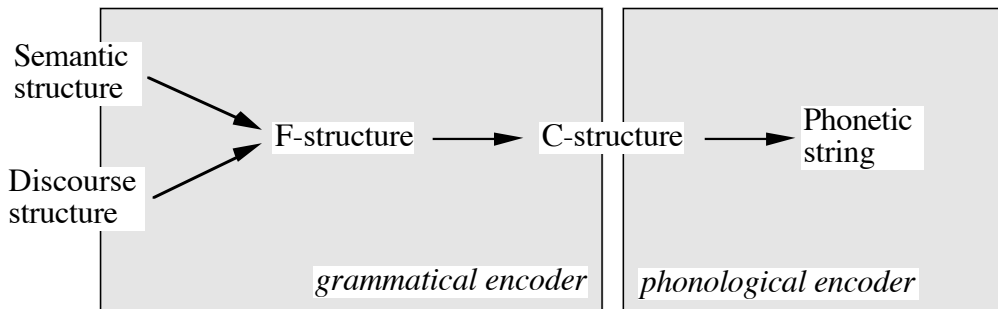 Semantic
structure
F-structure
C-structure
Phonetic
string
Discourse
structure
grammatical encoder
phonological encoder